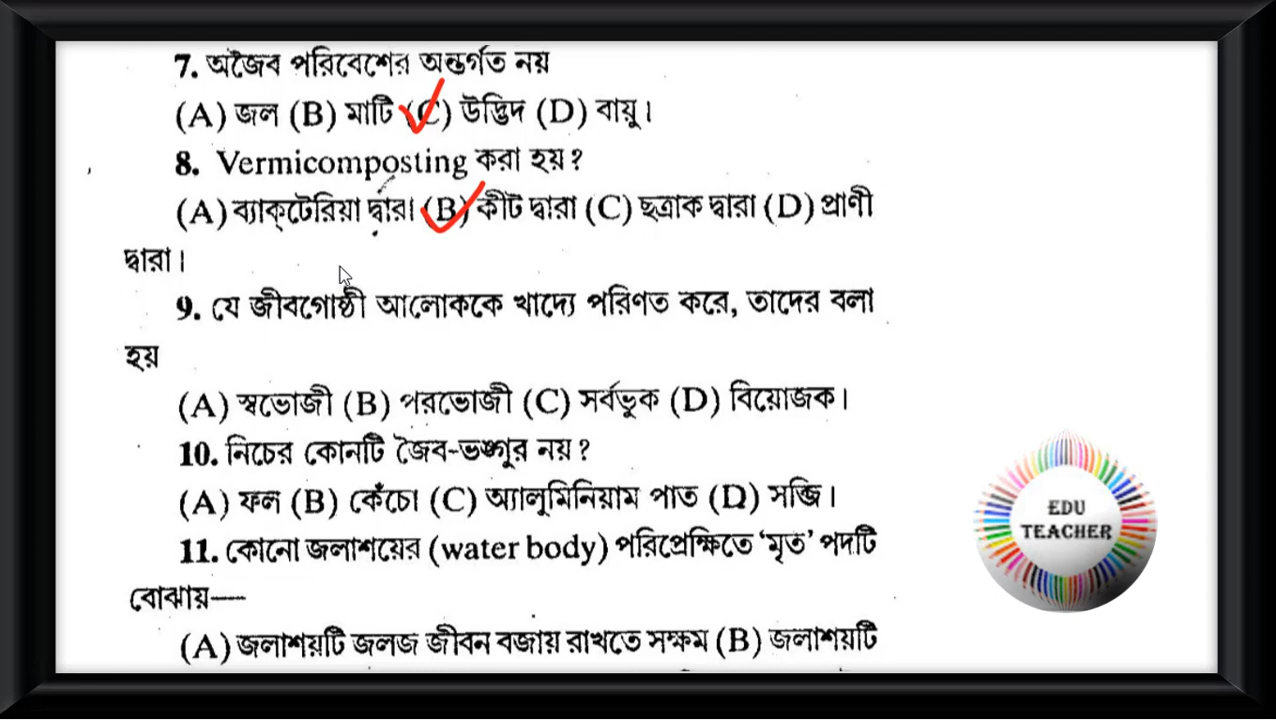 7. অজৈব পরিবেশের অন্তর্গত নয়
(A) জল (B) মাটি (C) উদ্ভিদ (D) বায়ু।
8. Vermicomposting করা হয়?
(A) ব্যাক্‌টেরিয়া দ্বারা (B) কীট দ্বারা (C) ছত্রাক দ্বারা (D) প্রাণী
দ্বারা।
9. যে জীবগোষ্ঠী আলোককে খাদ্যে পরিণত করে, তাদের বলা
হয়
(A) স্বভোজী (B) পরভোজী (C) সর্বভুক (D) বিয়োজক।
10. নিচের কোনটি জৈব-ভঙ্গুর নয়?
(A) ফল (B) কেঁচো (C) অ্যালুমিনিয়াম পাত (D) সব্জি।
11. কোনো জলাশয়ের (water body) পরিপ্রেক্ষিতে ‘মৃত’ পদটি
বোঝায়—
(A) জলাশয়টি জলজ জীবন বজায় রাখতে সক্ষম (B) জলাশয়টি
EDU
TEACHER